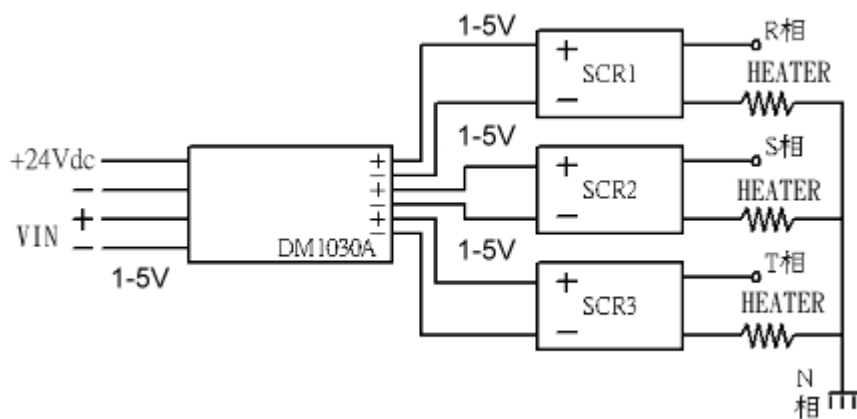 1-5V
R相
+
SCR1
HEATER
−
+24Vdc
−
+
VIN
−
1-5V
+
−
+
−
+
−
DM1030A
1-5V
S相
+
SCR2
HEATER
−
1-5V
T相
+
SCR3
HEATER
−
N
相